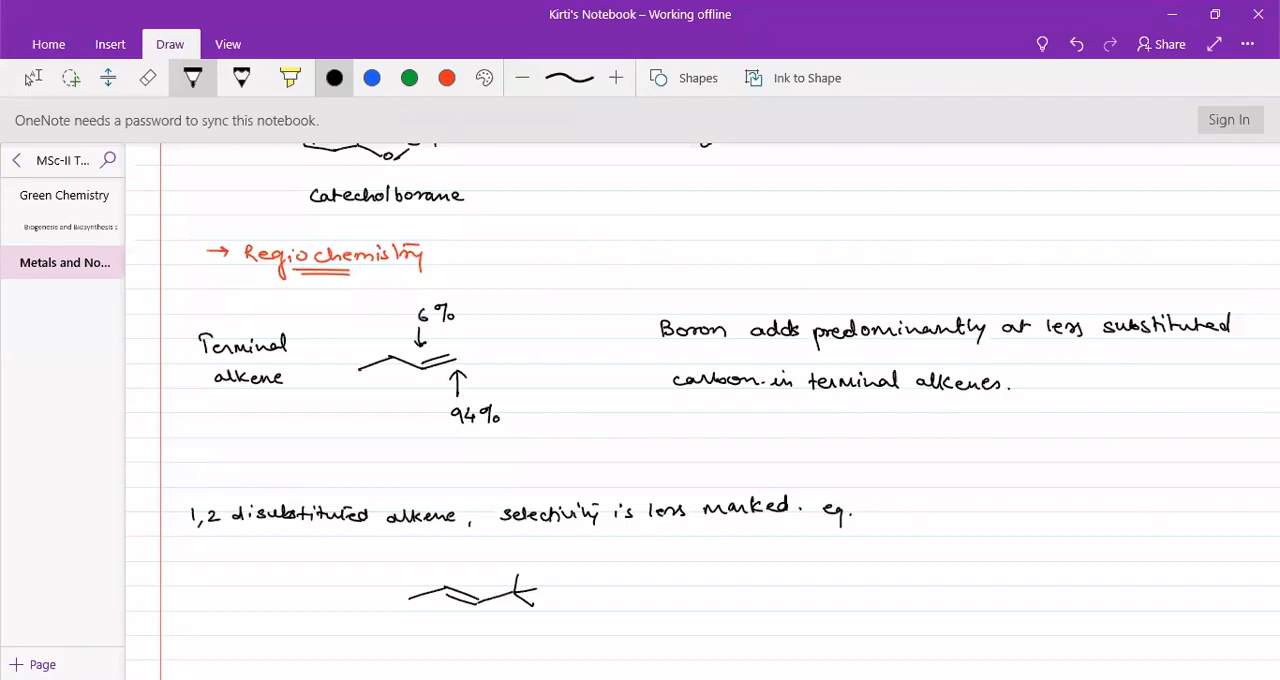 Kirti's Notebook – Working offline
Home Insert Draw View
Share
Shapes Ink to Shape
OneNote needs a password to sync this notebook. Sign In
MSc-II T...
Green Chemistry
Biogenesis and Biosynthesis
Metals and No...
Catecholborane
→ Regiochemistry
6%
Terminal
alkene
94%
Boron adds predominantly at less substituted
carbon in terminal alkenes.
1,2 disubstituted alkene, selectivity is less marked. eg.
+ Page